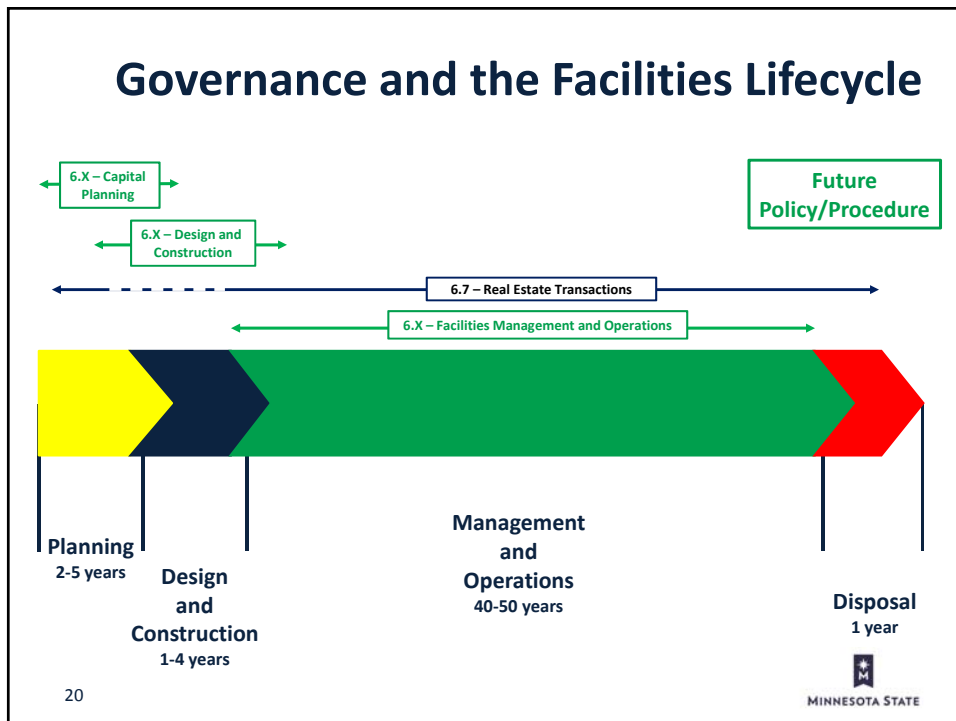 Governance and the Facilities Lifecycle
6.X – Capital
Planning
Future
Policy/Procedure
6.X – Design and
Construction
6.7 – Real Estate Transactions
6.X – Facilities Management and Operations
Planning
2-5 years
Design
and
Construction
1-4 years
Management
and
Operations
40-50 years
Disposal
1 year
20
M
MINNESOTA STATE